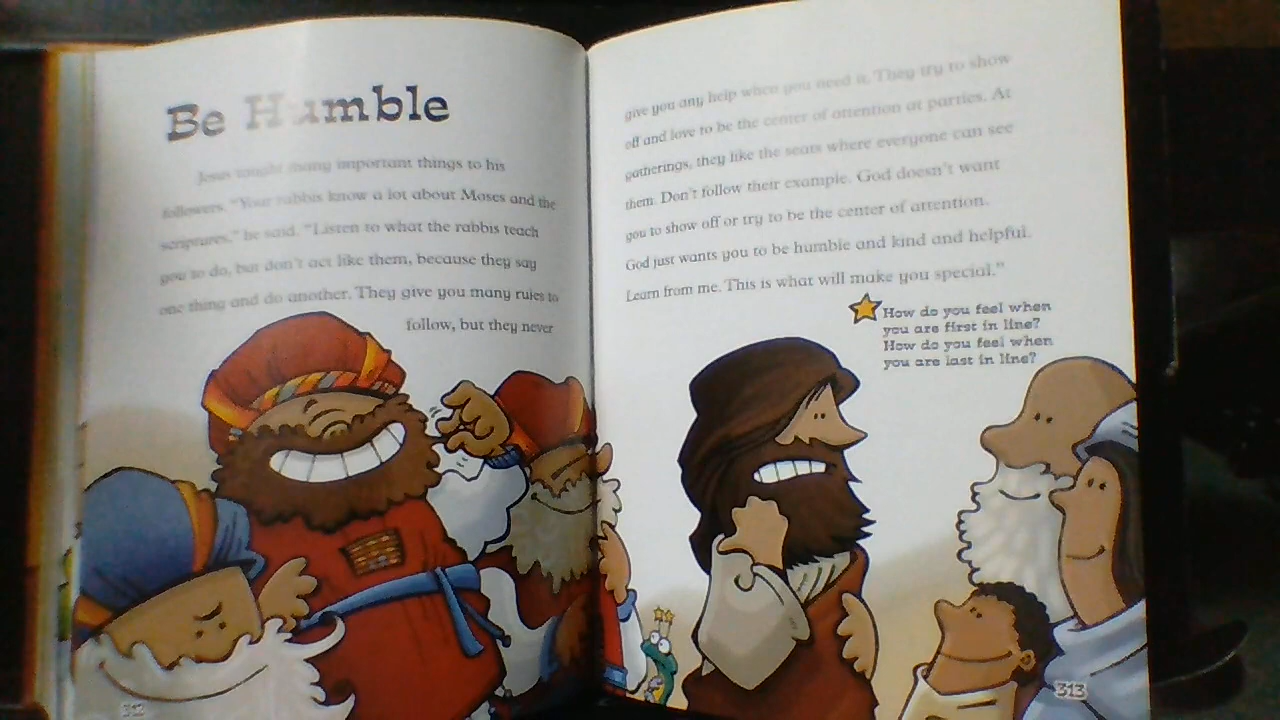 Be Humble
Jesus taught many important things to his
followers. "Your rabbis know a lot about Moses and the
scriptures," he said. "Listen to what the rabbis teach
you to do, but don't act like them, because they say
one thing and do another. They give you many rules to
follow, but they never
312
give you any help when you need it. They try to show
off and love to be the center of attention at parties. At
gatherings, they like the seats where everyone can see
them. Don't follow their example. God doesn't want
you to show off or try to be the center of attention.
God just wants you to be humble and kind and helpful.
Learn from me. This is what will make you special."
How do you feel when
you are first in line?
How do you feel when
you are last in line?
313